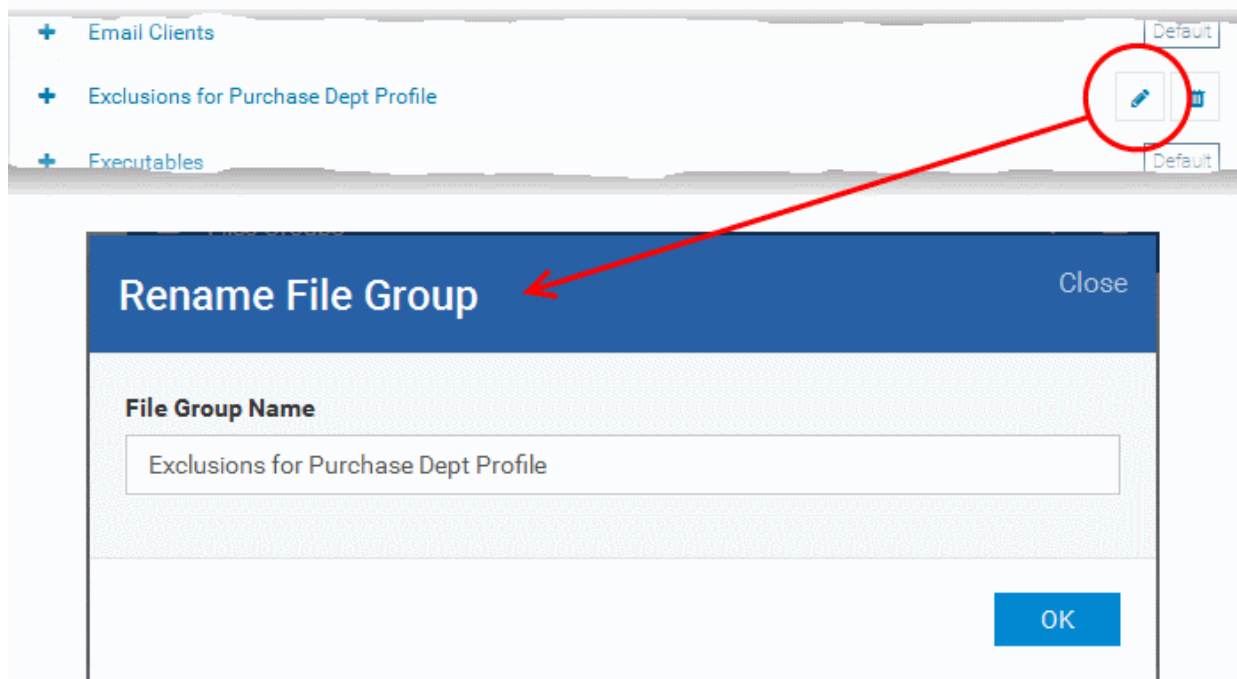 Email Clients Default
Exclusions for Purchase Dept Profile
Executables Default
Rename File Group Close
File Group Name
Exclusions for Purchase Dept Profile
OK